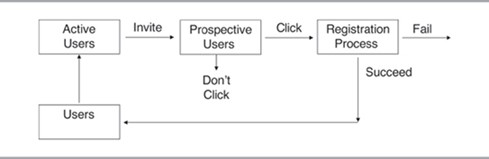 Active
Users
Invite
Prospective
Users
Click
Registration
Process
Fail
Don't
Click
Succeed
Users